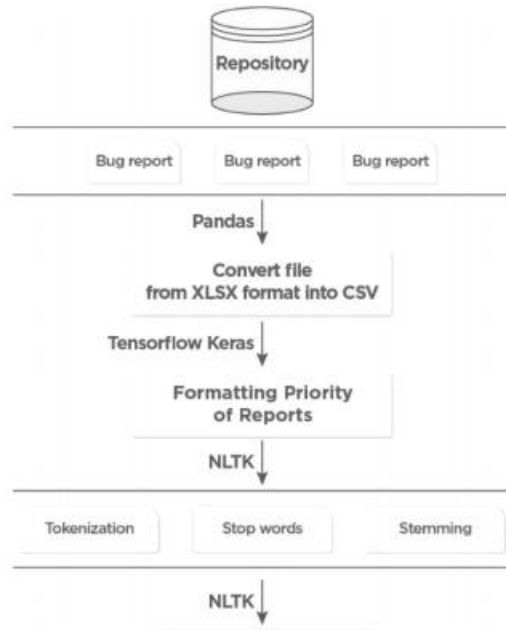 Repository
Bug report Bug report Bug report
Pandas
Convert file
from XLSX format into CSV
Tensorflow Keras
Formatting Priority
of Reports
NLTK
Tokenization Stop words Stemming
NLTK